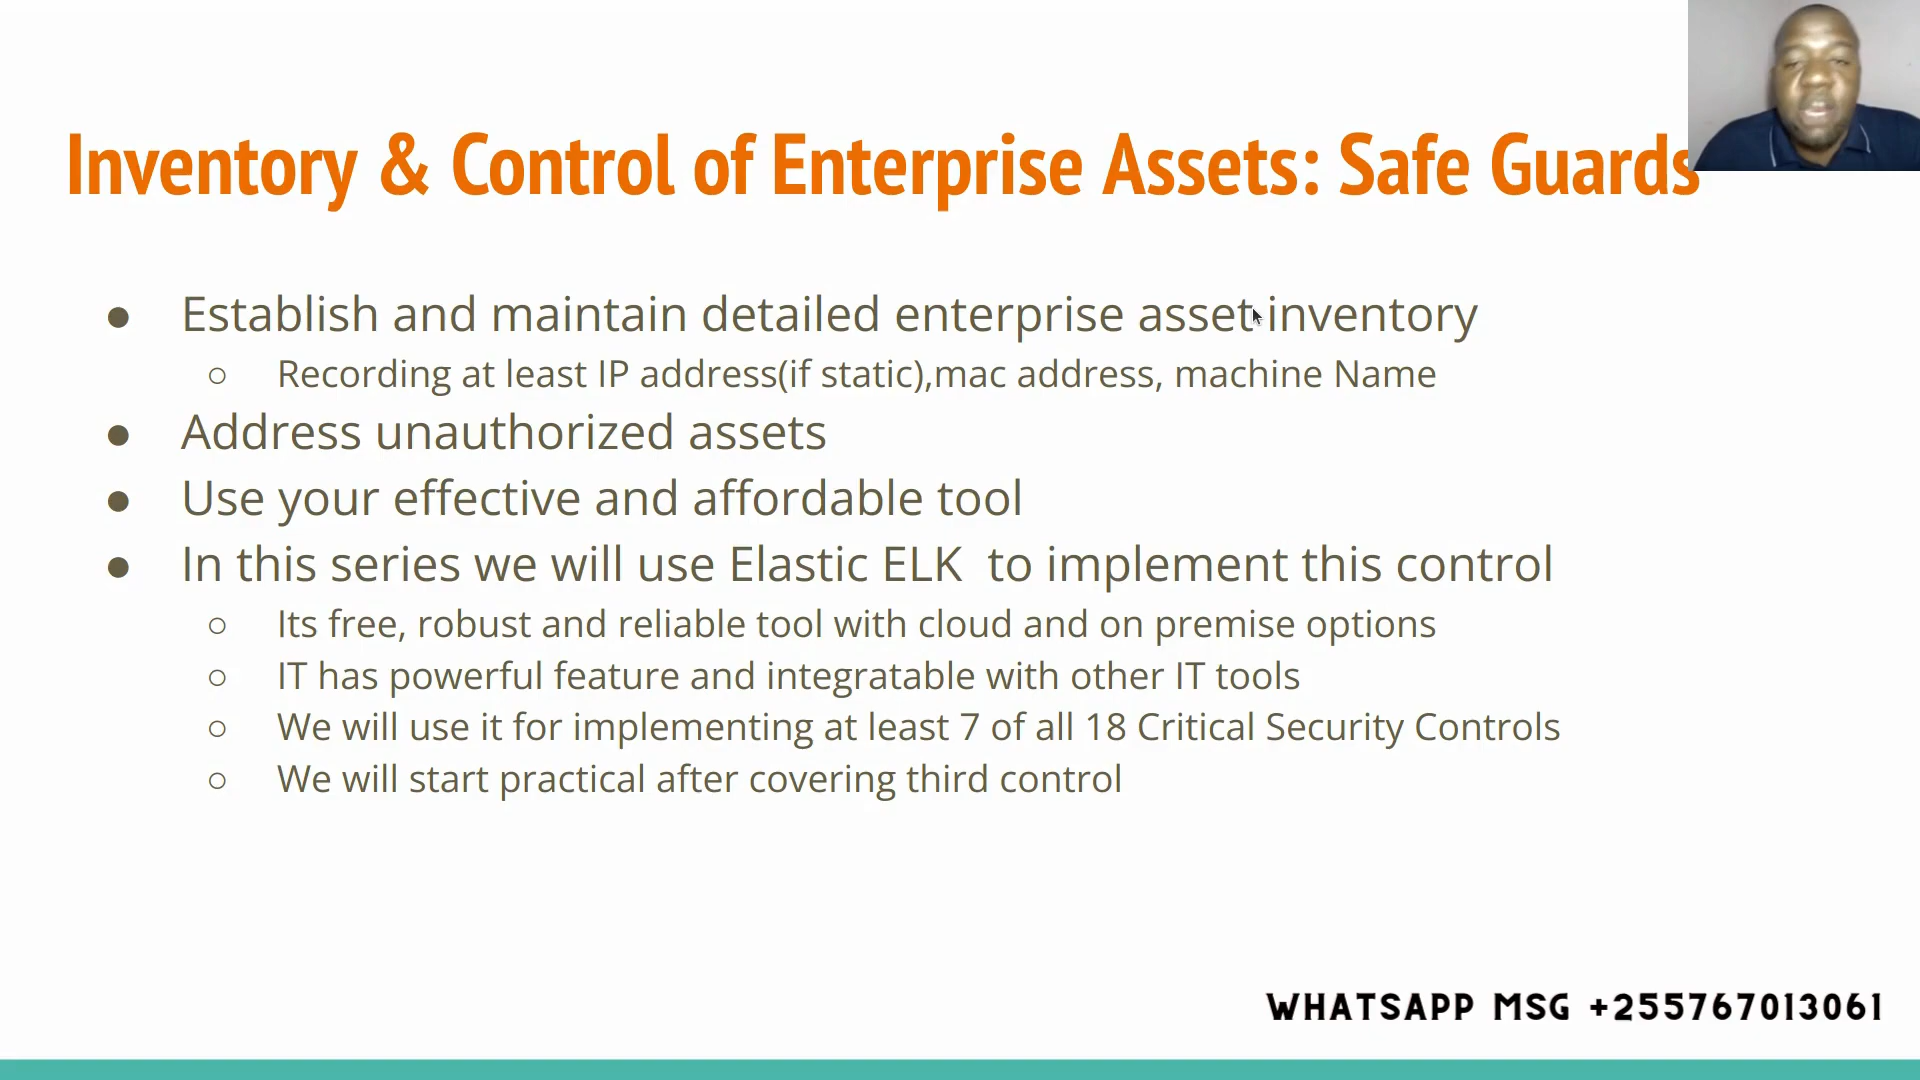 Inventory & Control of Enterprise Assets: Safe Guards
● Establish and maintain detailed enterprise asset inventory
○ Recording at least IP address(if static),mac address, machine Name
● Address unauthorized assets
● Use your effective and affordable tool
● In this series we will use Elastic ELK  to implement this control
○ Its free, robust and reliable tool with cloud and on premise options
○ IT has powerful feature and integratable with other IT tools
○ We will use it for implementing at least 7 of all 18 Critical Security Controls
○ We will start practical after covering third control
WHATSAPP MSG +255767013061